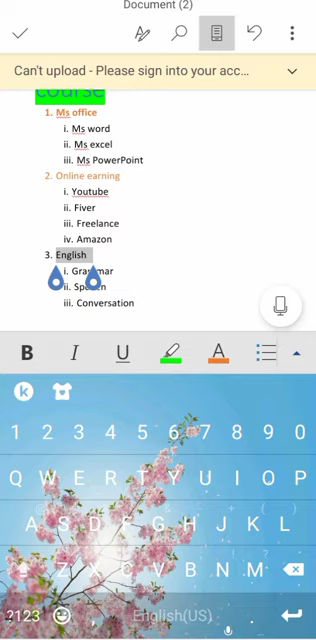 Document (2)
Can't upload - Please sign into your acc...
course
1. Ms office
i. Ms word
ii. Ms excel
iii. Ms PowerPoint
2. Online earning
i. Youtube
ii. Fiver
iii. Freelance
iv. Amazon
3. English
i. Grammar
ii. Spoken
iii. Conversation
B I U A
1 2 3 4 5 6 7 8 9 0
Q W E R T Y U I O P
A S D F G H J K L
Z X C V B N M
?123 English(US)